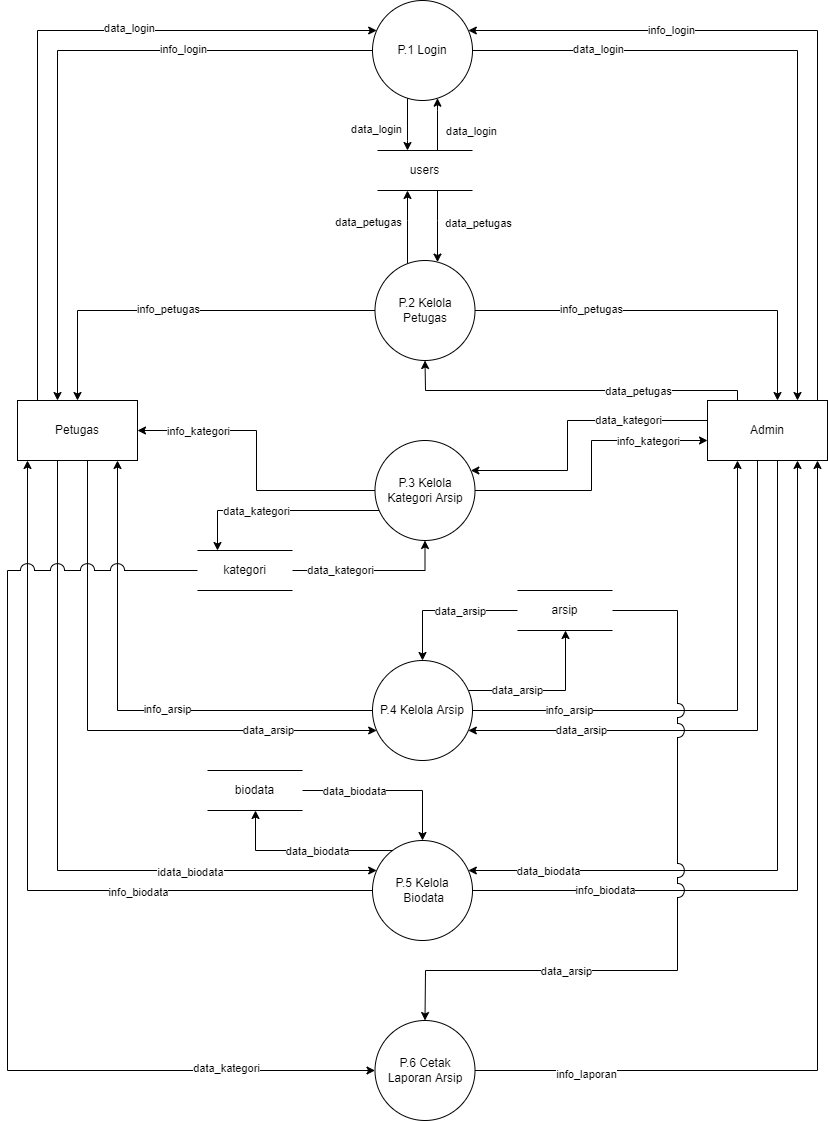 data_login
info_login
info_login
P.1 Login
data_login
data_login
data_login
users
data_petugas
data_petugas
P.2 Kelola
Petugas
info_petugas
info_petugas
data_petugas
Petugas
Admin
info_kategori
data_kategori
info_kategori
P.3 Kelola
Kategori Arsip
data_kategori
kategori
data_kategori
data_arsip
arsip
data_arsip
info_arsip
P.4 Kelola Arsip
info_arsip
data_arsip
data_arsip
biodata
data_biodata
data_biodata
idata_biodata
data_biodata
P.5 Kelola
Biodata
info_biodata
info_biodata
data_arsip
P.6 Cetak
Laporan Arsip
data_kategori
info_laporan